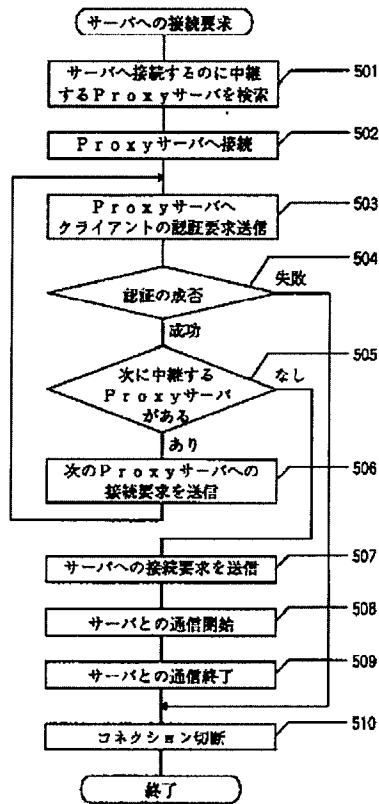 サーバへの接続要求
サーバへ接続するのに中継
するProxyサーバを検索
501
Proxyサーバへ接続
502
Proxyサーバへ
クライアントの認証要求送信
503
認証の成否
504
失敗
成功
次に中継する
Proxyサーバ
がある
505
なし
あり
次のProxyサーバへの
接続要求を送信
506
サーバへの接続要求を送信
507
サーバとの通信開始
508
サーバとの通信終了
509
コネクション切断
510
終了